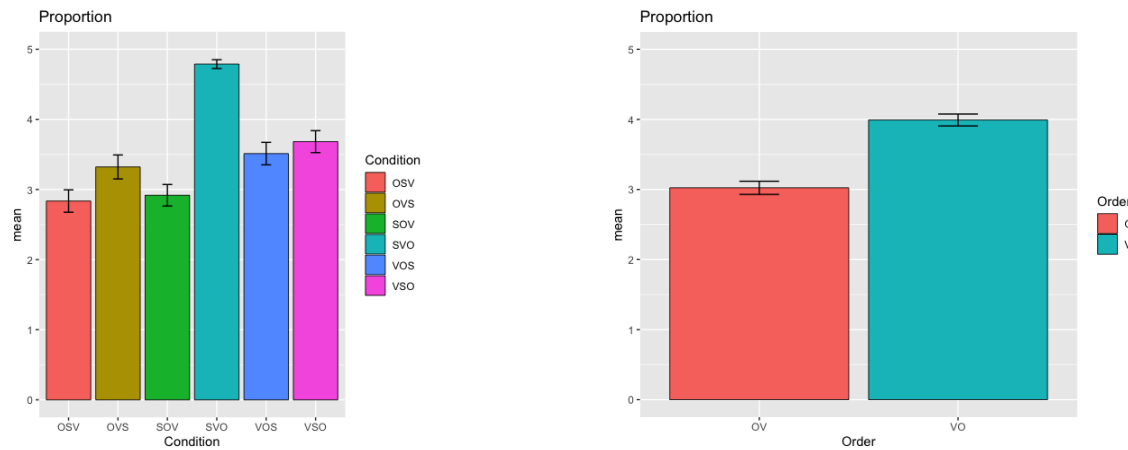 Proportion
5
4
3
2
1
0
mean
OSV OVS SOV SVO VOS VSO
Condition
Condition
OSV
OVS
SOV
SVO
VOS
VSO
Proportion
5
4
3
2
1
0
mean
OV VO
Order
Order